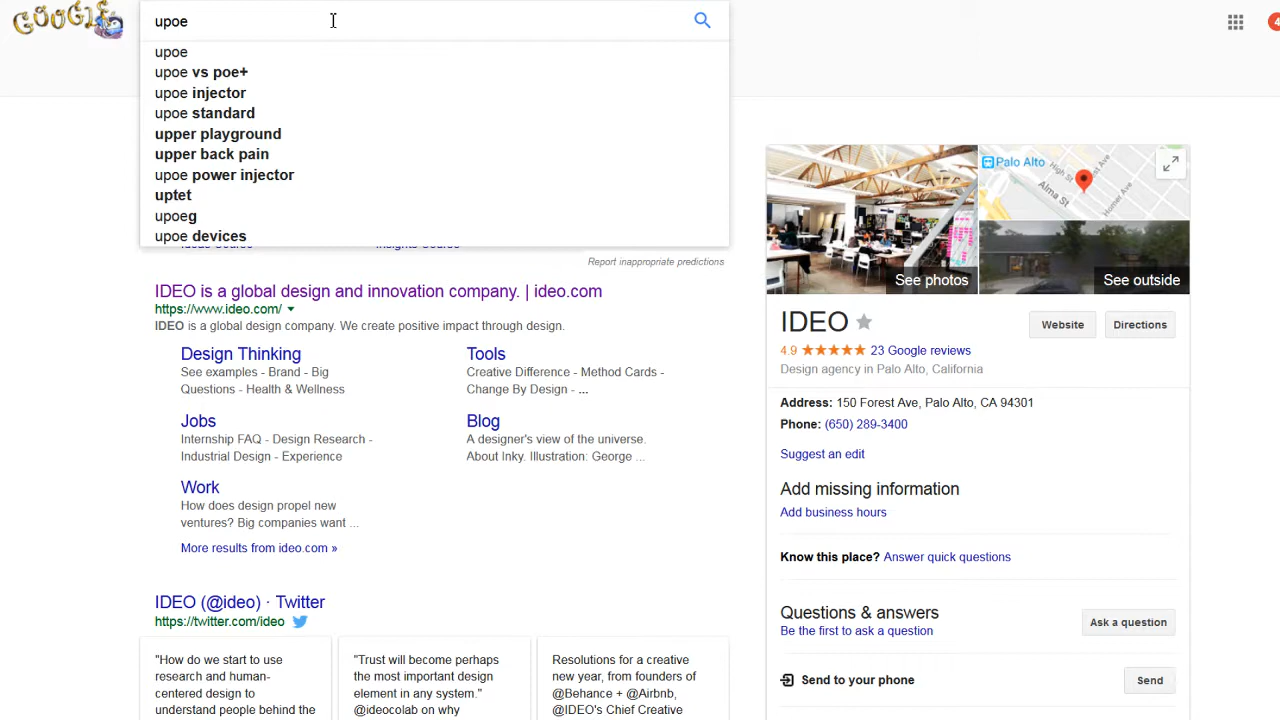 GOOGLE
upoe
4
upoe
upoe vs poe+
upoe injector
upoe standard
upper playground
upper back pain
upoe power injector
uptet
upoeg
upoe devices
Report inappropriate predictions
IDEO is a global design and innovation company. | ideo.com
https://www.ideo.com/
IDEO is a global design company. We create positive impact through design.
Design Thinking
See examples - Brand - Big
Questions - Health & Wellness
Tools
Creative Difference - Method Cards -
Change By Design - ...
Jobs
Internship FAQ - Design Research -
Industrial Design - Experience
Blog
A designer's view of the universe.
About Inky. Illustration: George ...
Work
How does design propel new
ventures? Big companies want ...
More results from ideo.com »
IDEO (@ideo) · Twitter
https://twitter.com/ideo
"How do we start to use
research and human-
centered design to
understand people behind the
"Trust will become perhaps
the most important design
element in any system."
@ideocolab on why
Resolutions for a creative
new year, from founders of
@Behance + @Airbnb,
@IDEO's Chief Creative
See photos
Palo Alto
High St
Alma St
Homer Ave
See outside
IDEO
Website
Directions
4.9 23 Google reviews
Design agency in Palo Alto, California
Address: 150 Forest Ave, Palo Alto, CA 94301
Phone: (650) 289-3400
Suggest an edit
Add missing information
Add business hours
Know this place? Answer quick questions
Questions & answers
Be the first to ask a question
Ask a question
Send to your phone
Send